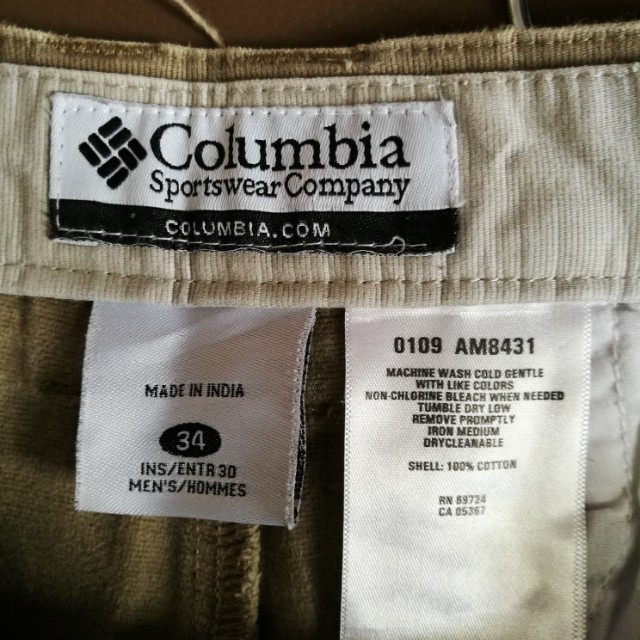 Columbia
Sportswear Company
COLUMBIA.COM
MADE IN INDIA
34
INS/ENTR 30
MEN'S/HOMMES
0109 AM8431
MACHINE WASH COLD GENTLE
WITH LIKE COLORS
NON-CHLORINE BLEACH WHEN NEEDED
TUMBLE DRY LOW
REMOVE PROMPTLY
IRON MEDIUM
DRYCLEANABLE
SHELL: 100% COTTON
RN 69724
CA 05367